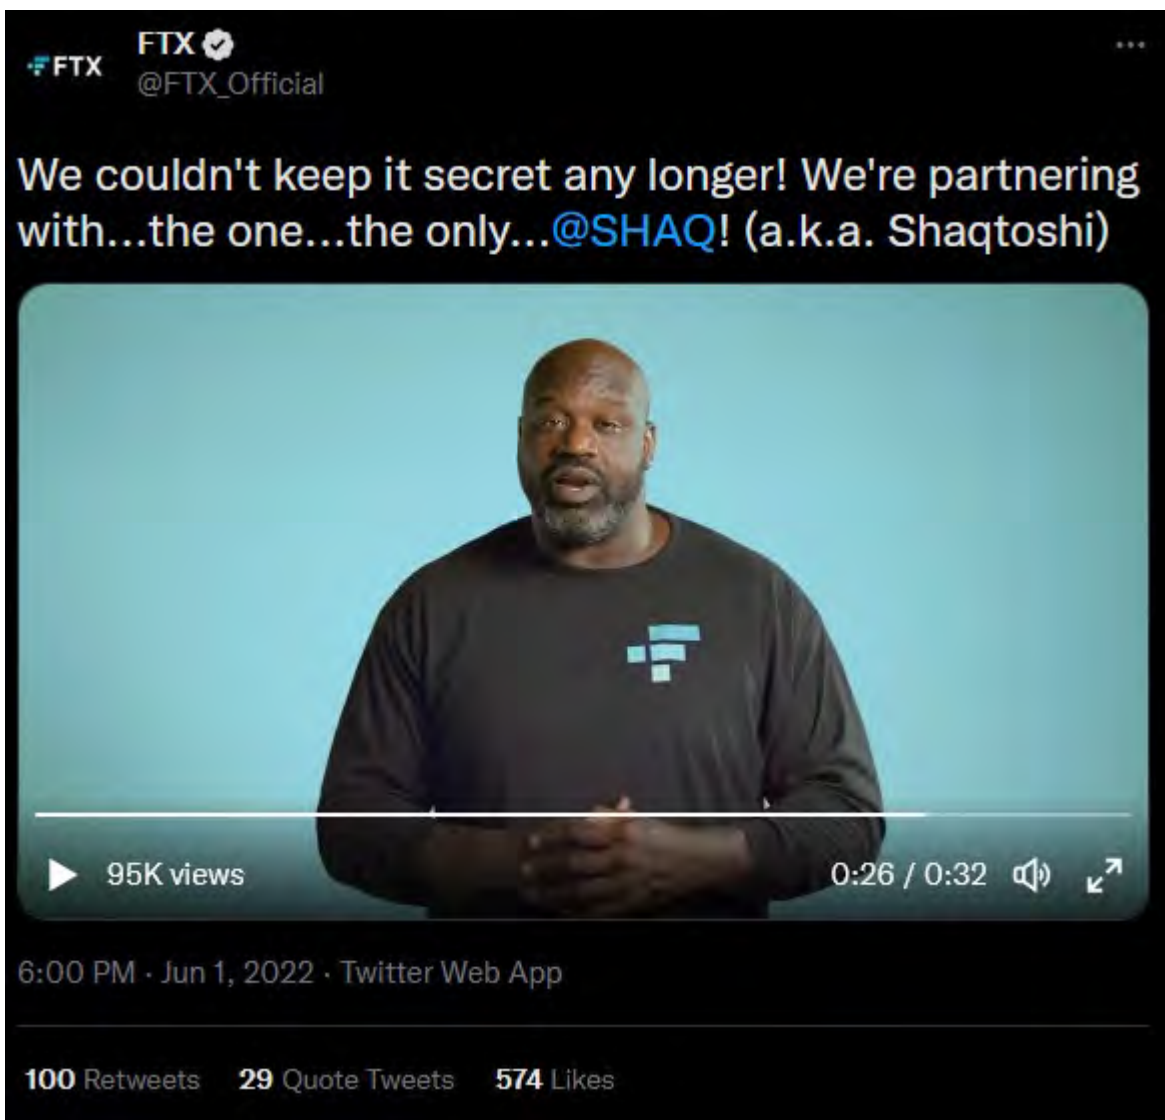 FTX
FTX
@FTX_Official
We couldn't keep it secret any longer! We're partnering
with...the one...the only...@SHAQ! (a.k.a. Shaqtoshi)
95K views
0:26 / 0:32
6:00 PM · Jun 1, 2022 · Twitter Web App
100 Retweets 29 Quote Tweets 574 Likes